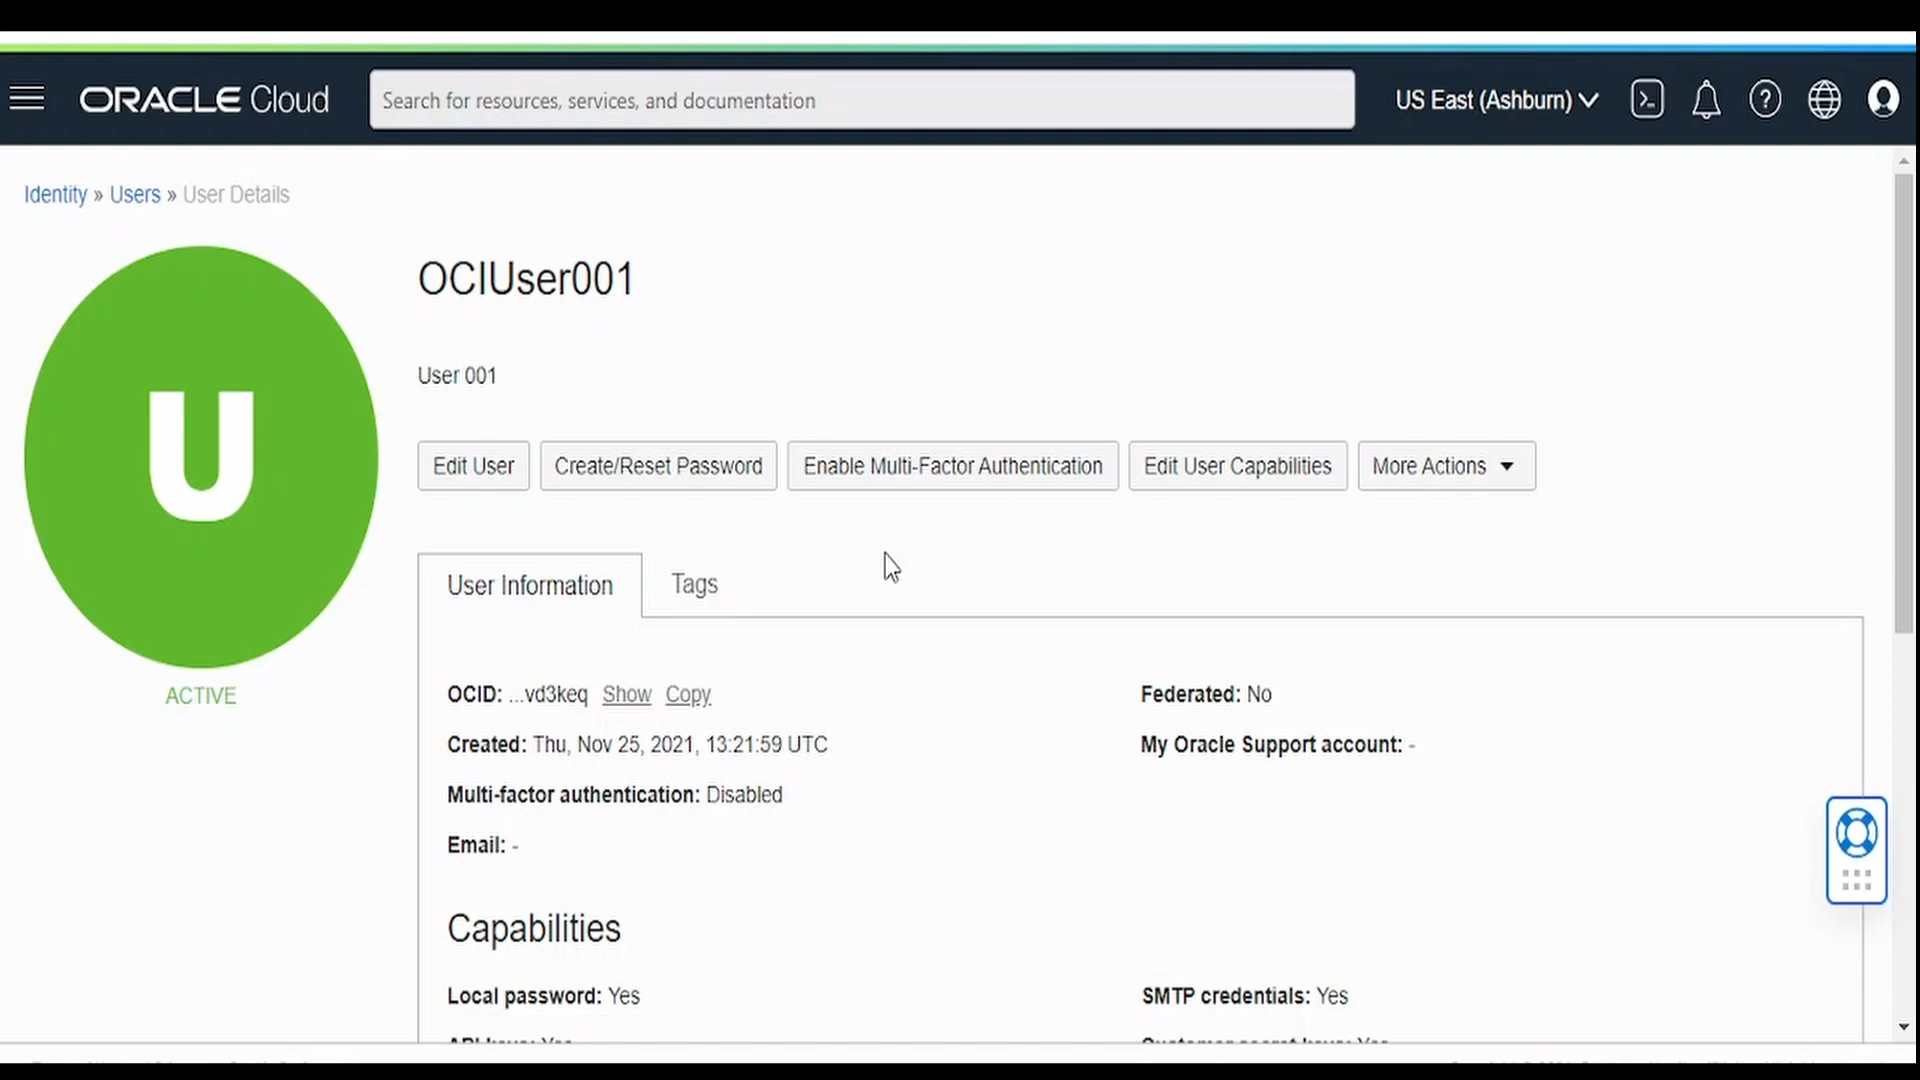 ORACLE Cloud
Search for resources, services, and documentation
US East (Ashburn)
Identity » Users » User Details
OCIUser001
User 001
Edit User
Create/Reset Password
Enable Multi-Factor Authentication
Edit User Capabilities
More Actions
U
ACTIVE
User Information
Tags
OCID: ...vd3keq Show Copy
Federated: No
Created: Thu, Nov 25, 2021, 13:21:59 UTC
My Oracle Support account: -
Multi-factor authentication: Disabled
Email: -
Capabilities
Local password: Yes
SMTP credentials: Yes